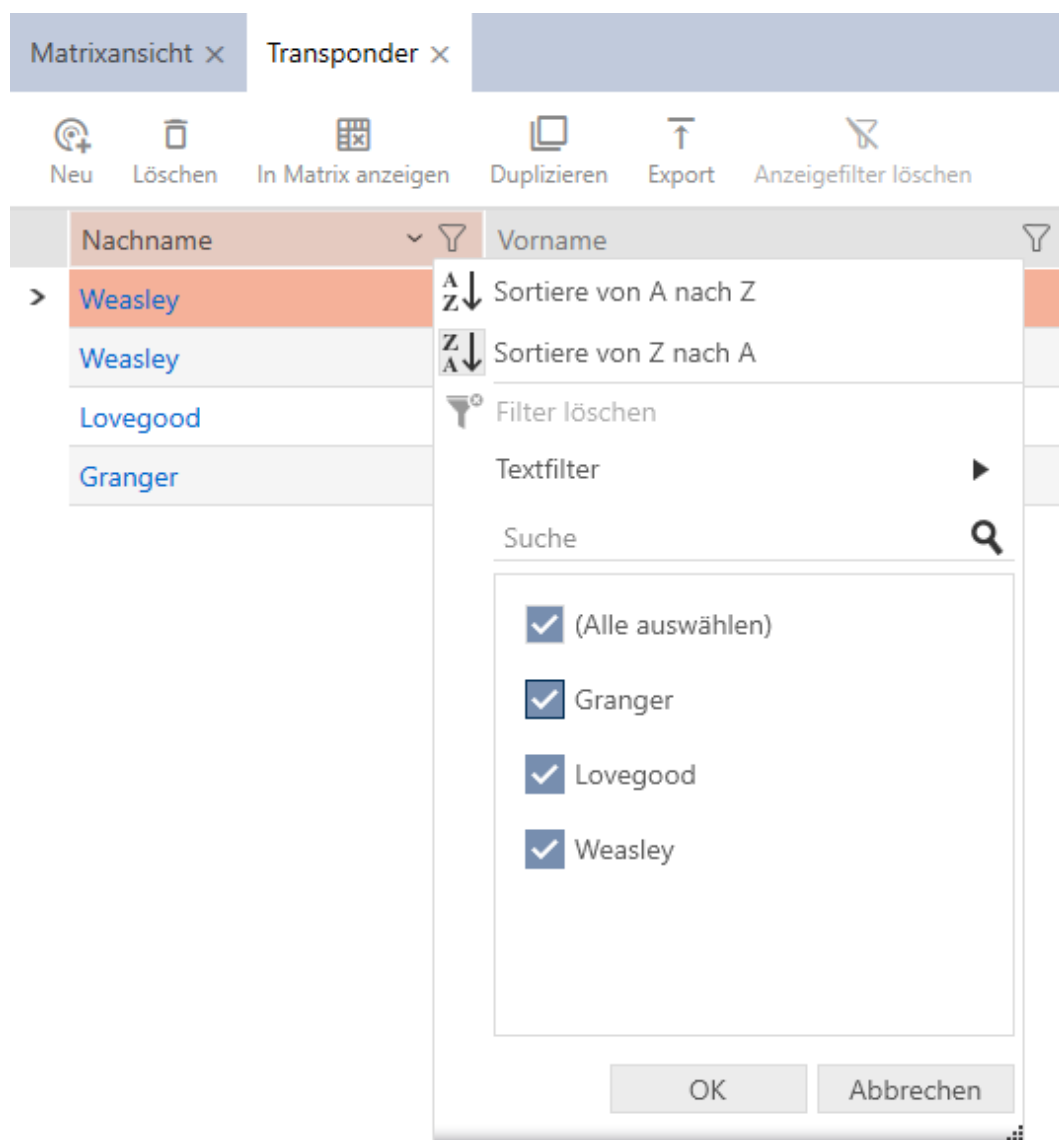 Matrixansicht Transponder
Neu Löschen In Matrix anzeigen Duplizieren Export Anzeigefilter löschen
Nachname Vorname
Weasley
Weasley
Lovegood
Granger
Sortiere von A nach Z
Sortiere von Z nach A
Filter löschen
Textfilter
Suche
(Alle auswählen)
Granger
Lovegood
Weasley
OK Abbrechen